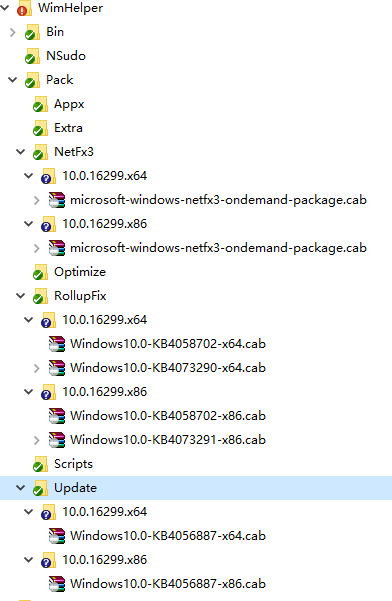 WimHelper
Bin
NSudo
Pack
Appx
Extra
NetFx3
10.0.16299.x64
microsoft-windows-netfx3-ondemand-package.cab
10.0.16299.x86
microsoft-windows-netfx3-ondemand-package.cab
Optimize
RollupFix
10.0.16299.x64
Windows10.0-KB4058702-x64.cab
Windows10.0-KB4073290-x64.cab
10.0.16299.x86
Windows10.0-KB4058702-x86.cab
Windows10.0-KB4073291-x86.cab
Scripts
Update
10.0.16299.x64
Windows10.0-KB4056887-x64.cab
10.0.16299.x86
Windows10.0-KB4056887-x86.cab